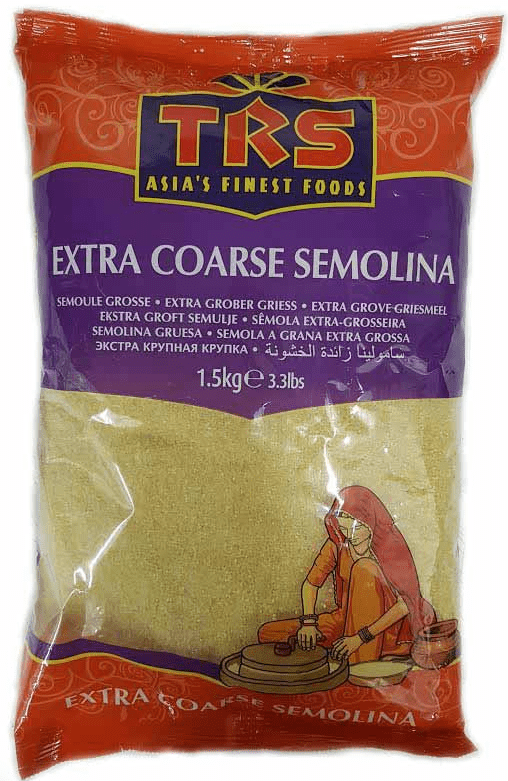 TRS
ASIA'S FINEST FOODS
EXTRA COARSE SEMOLINA
SEMOULE GROSSE • EXTRA GROBER GRIESS • EXTRA GROVE GRIESMEEL
EKSTRA GROFT SEMULJE • SÊMOLA EXTRA-GROSSEIRA
SEMOLINA GRUESA • SEMOLA A GRANA EXTRA GROSSA
ЭКСТРА КРУПНАЯ КРУПКА • سامولينا زائدة الخشونة
1.5kg℮ 3.3lbs
EXTRA COARSE SEMOLINA